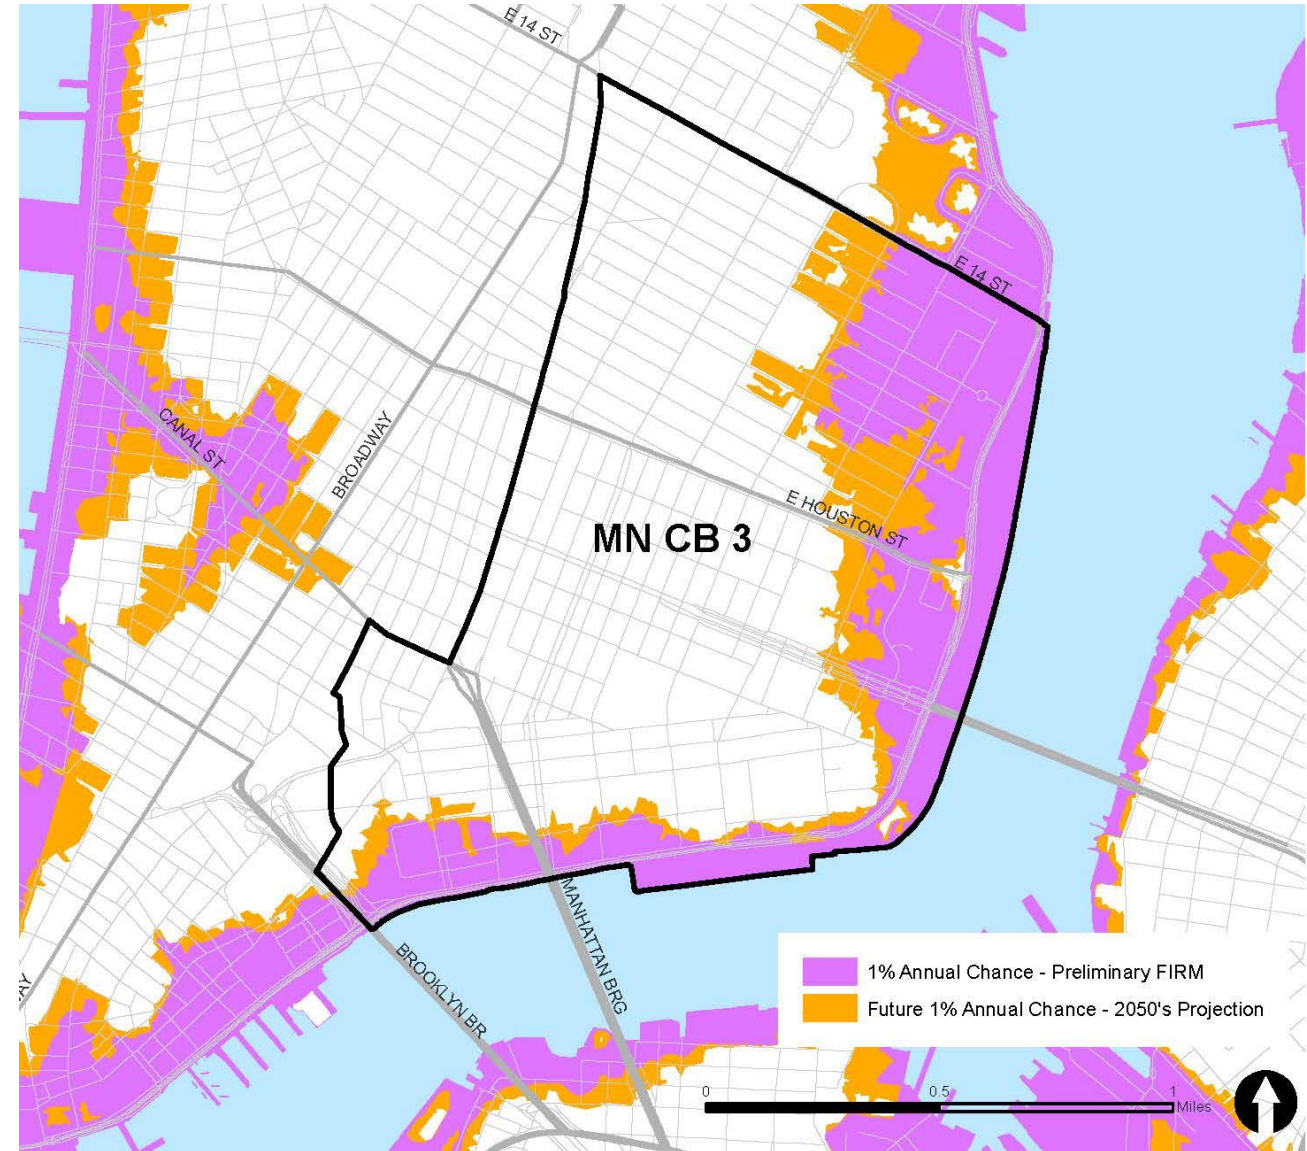 E 14 ST
E 14 ST
CANAL ST
BROADWAY
E HOUSTON ST
MN CB 3
MANHATTAN BRG
BROOKLYN BR
1% Annual Chance - Preliminary FIRM
Future 1% Annual Chance - 2050's Projection
0 0.5 1
Miles